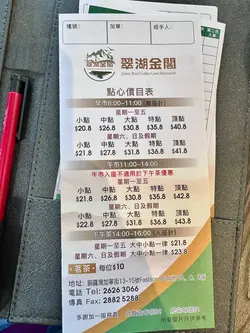 檯號： 加單： 經手人：
翠湖金閣
Jasper Bond Golden Land Restaurant
點心價目表
早市8:00-11:00
星期一至五
小點 中點 大點 特點 頂點
$20.8 $26.8 $30.8 $35.8 $40.8
星期六、日及假期
小點 中點 大點 特點 頂點
$21.8 $27.8 $31.8 $36.8 $41.8
午市11:00-14:00
午市入座不適用於下午茶優惠
星期一至五
小點 中點 大點 特點 頂點
$21.8 $27.8 $31.8 $36.8 $42.8
星期六、日及假期
小點 中點 大點 特點 頂點
$22.8 $28.8 $32.8 $38.8 $43.8
下午茶14:00-16:00
星期一至五 大中小點一律 $21.8
星期六、日及假期 大中小點一律 $23.8
茗茶 每位$10
電話 Tel: 2626 3066
傳真 Fax: 2882 5288